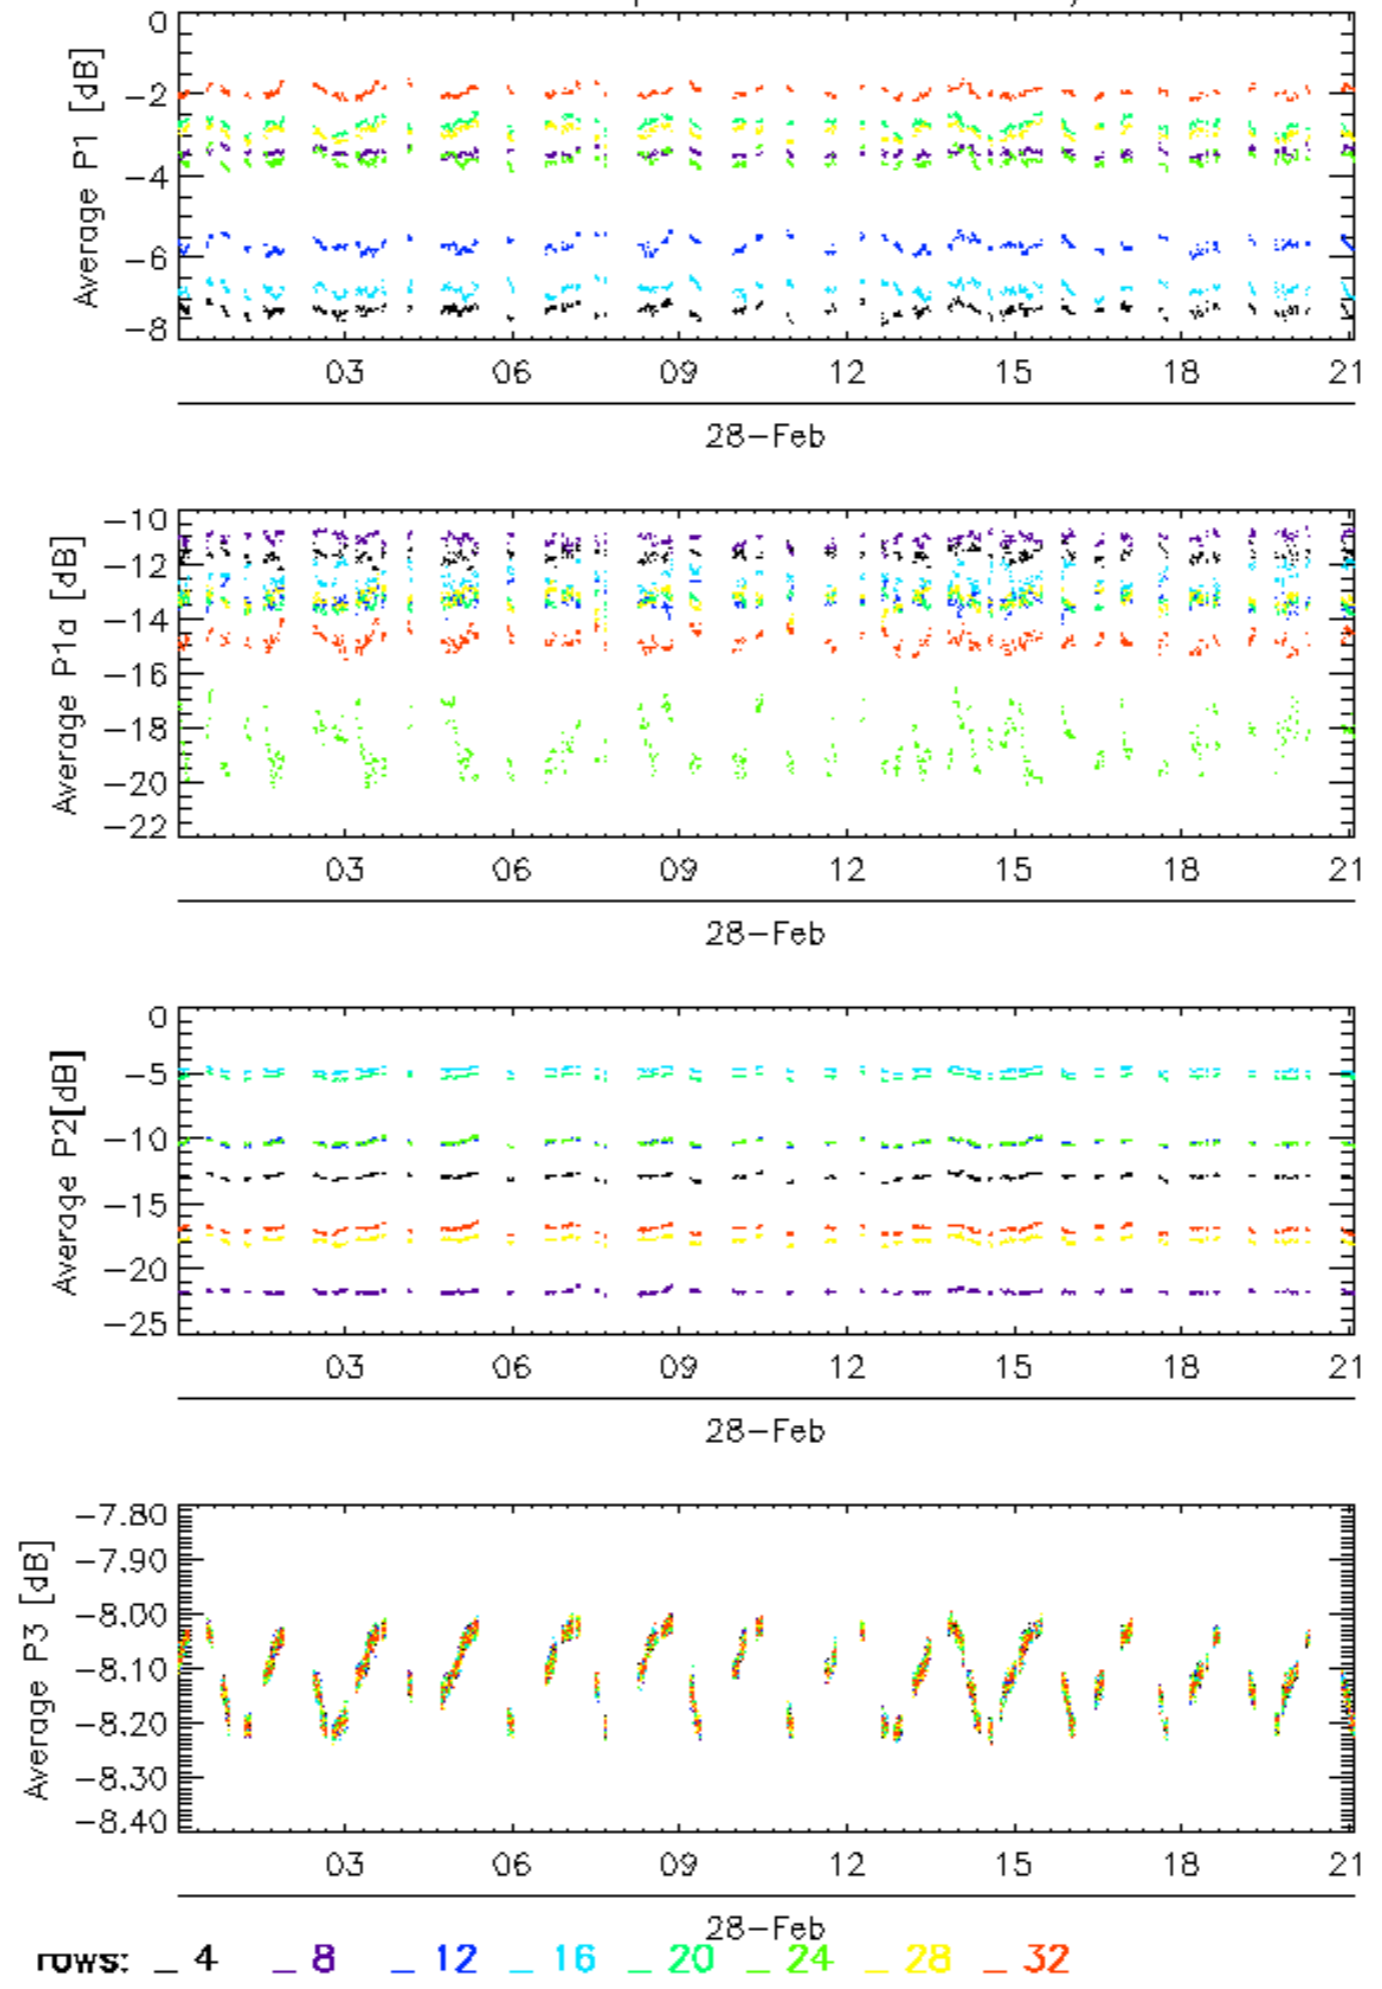 Average P1 [dB]
0
-2
-4
-6
-8
03 06 09 12 15 18 21
28-Feb
Average P1a [dB]
-10
-12
-14
-16
-18
-20
-22
03 06 09 12 15 18 21
28-Feb
Average P2[dB]
0
-5
-10
-15
-20
-25
03 06 09 12 15 18 21
28-Feb
Average P3 [dB]
-7.80
-7.90
-8.00
-8.10
-8.20
-8.30
-8.40
03 06 09 12 15 18 21
28-Feb
rows: _ 4 _ 8 _ 12 _ 16 _ 20 _ 24 _ 28 _ 32